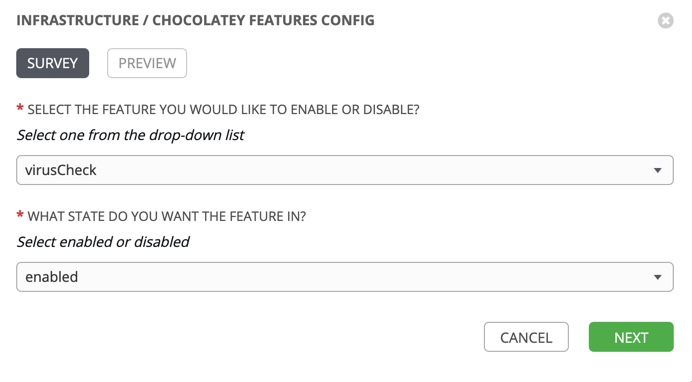 INFRASTRUCTURE / CHOCOLATEY FEATURES CONFIG
SURVEY PREVIEW
* SELECT THE FEATURE YOU WOULD LIKE TO ENABLE OR DISABLE?
Select one from the drop-down list
virusCheck
* WHAT STATE DO YOU WANT THE FEATURE IN?
Select enabled or disabled
enabled
CANCEL NEXT